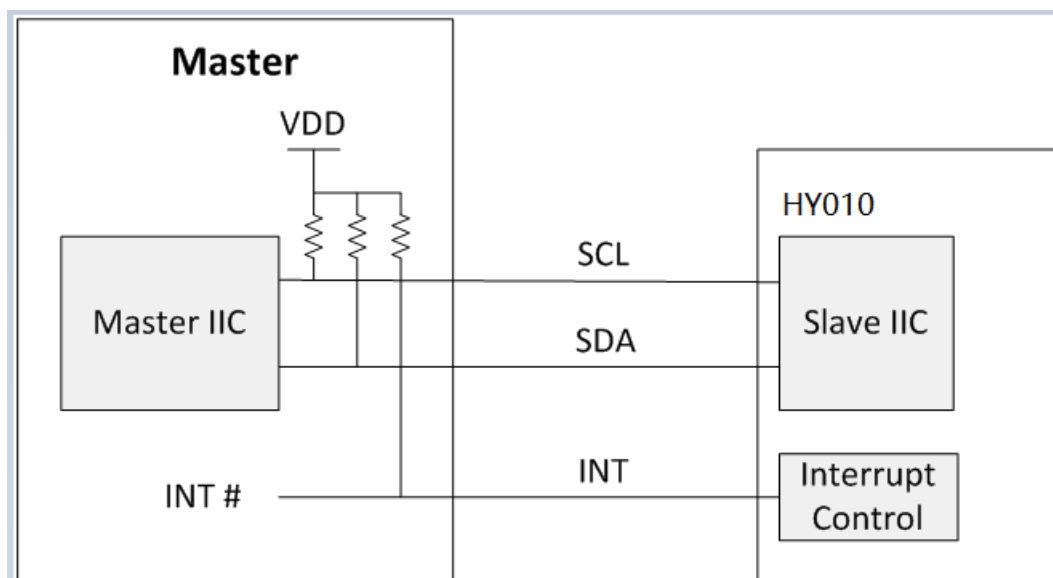 Master
VDD
HY010
SCL
Master IIC
Slave IIC
SDA
INT #
INT
Interrupt
Control